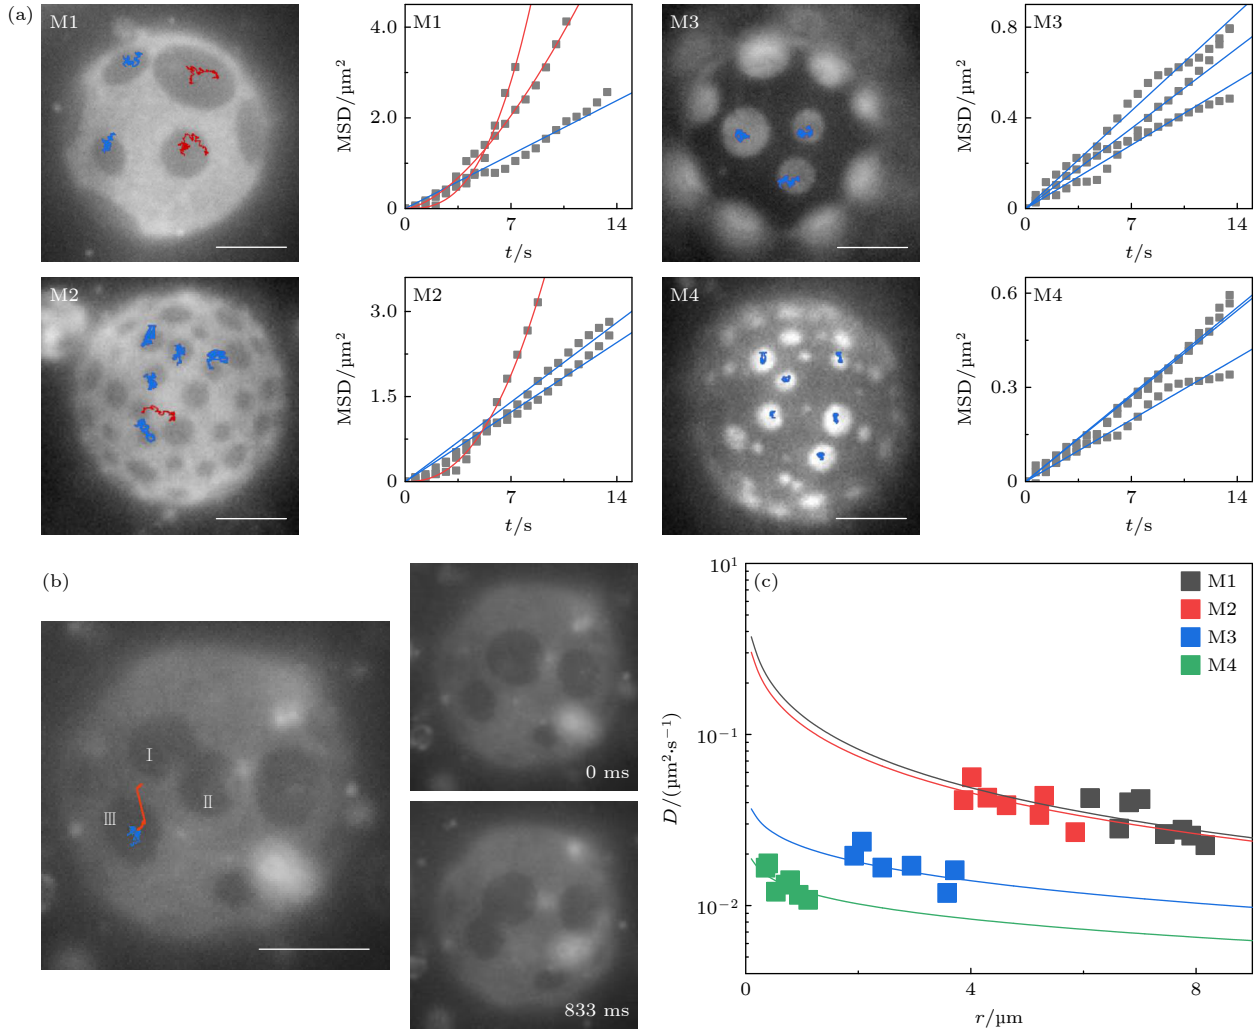 (a)
M1
M1
4.0
2.0
0
MSD/μm²
0 7 14
t/s
M3
M3
0.8
0.4
0
MSD/μm²
0 7 14
t/s
M2
M2
3.0
1.5
0
MSD/μm²
0 7 14
t/s
M4
M4
0.6
0.3
0
MSD/μm²
0 7 14
t/s
(b)
Ⅰ
Ⅱ
Ⅲ
0 ms
833 ms
(c)
M1
M2
M3
M4
10¹
10⁻¹
10⁻²
D/(μm²·s⁻¹)
0 4 8
r/μm